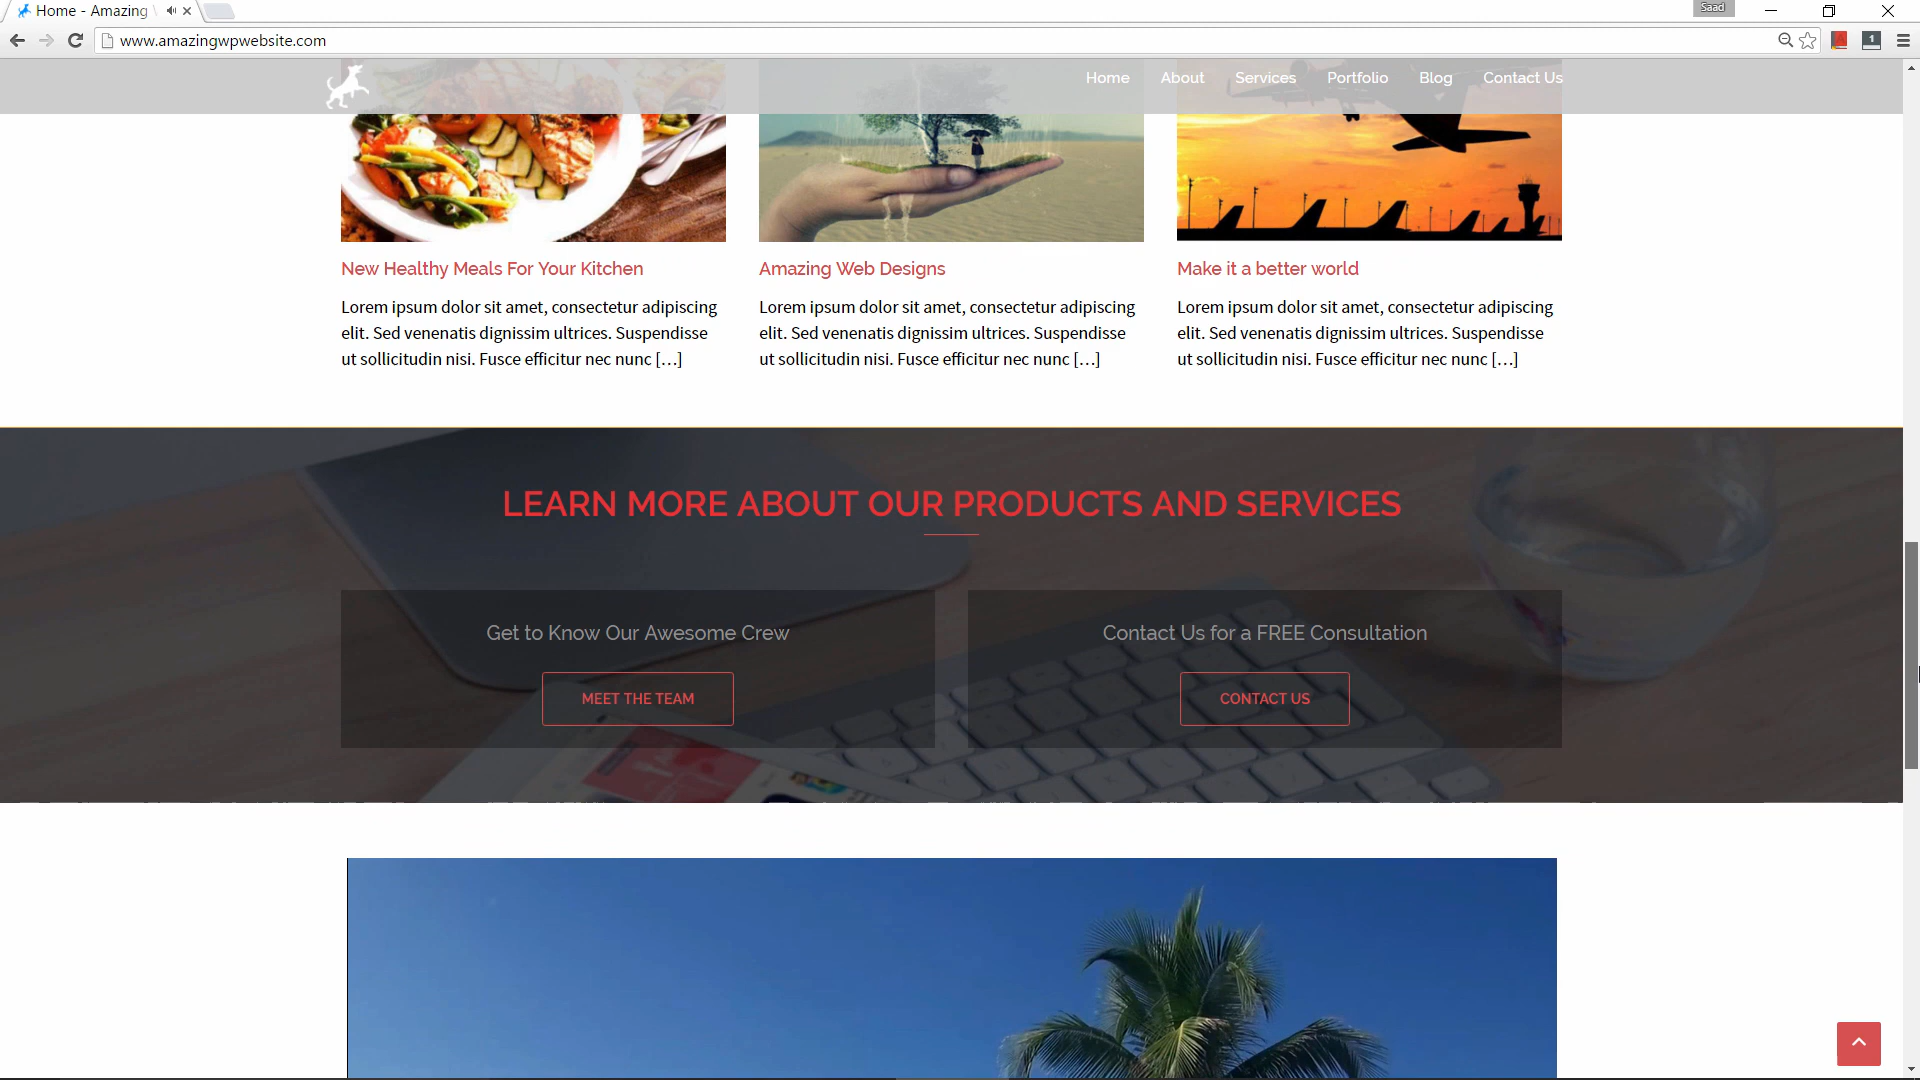 Home - Amazing
Saad
www.amazingwpwebsite.com
1
Home About Services Portfolio Blog Contact Us
New Healthy Meals For Your Kitchen
Lorem ipsum dolor sit amet, consectetur adipiscing
elit. Sed venenatis dignissim ultrices. Suspendisse
ut sollicitudin nisi. Fusce efficitur nec nunc […]
Amazing Web Designs
Lorem ipsum dolor sit amet, consectetur adipiscing
elit. Sed venenatis dignissim ultrices. Suspendisse
ut sollicitudin nisi. Fusce efficitur nec nunc […]
Make it a better world
Lorem ipsum dolor sit amet, consectetur adipiscing
elit. Sed venenatis dignissim ultrices. Suspendisse
ut sollicitudin nisi. Fusce efficitur nec nunc […]
LEARN MORE ABOUT OUR PRODUCTS AND SERVICES
Get to Know Our Awesome Crew
MEET THE TEAM
Contact Us for a FREE Consultation
CONTACT US